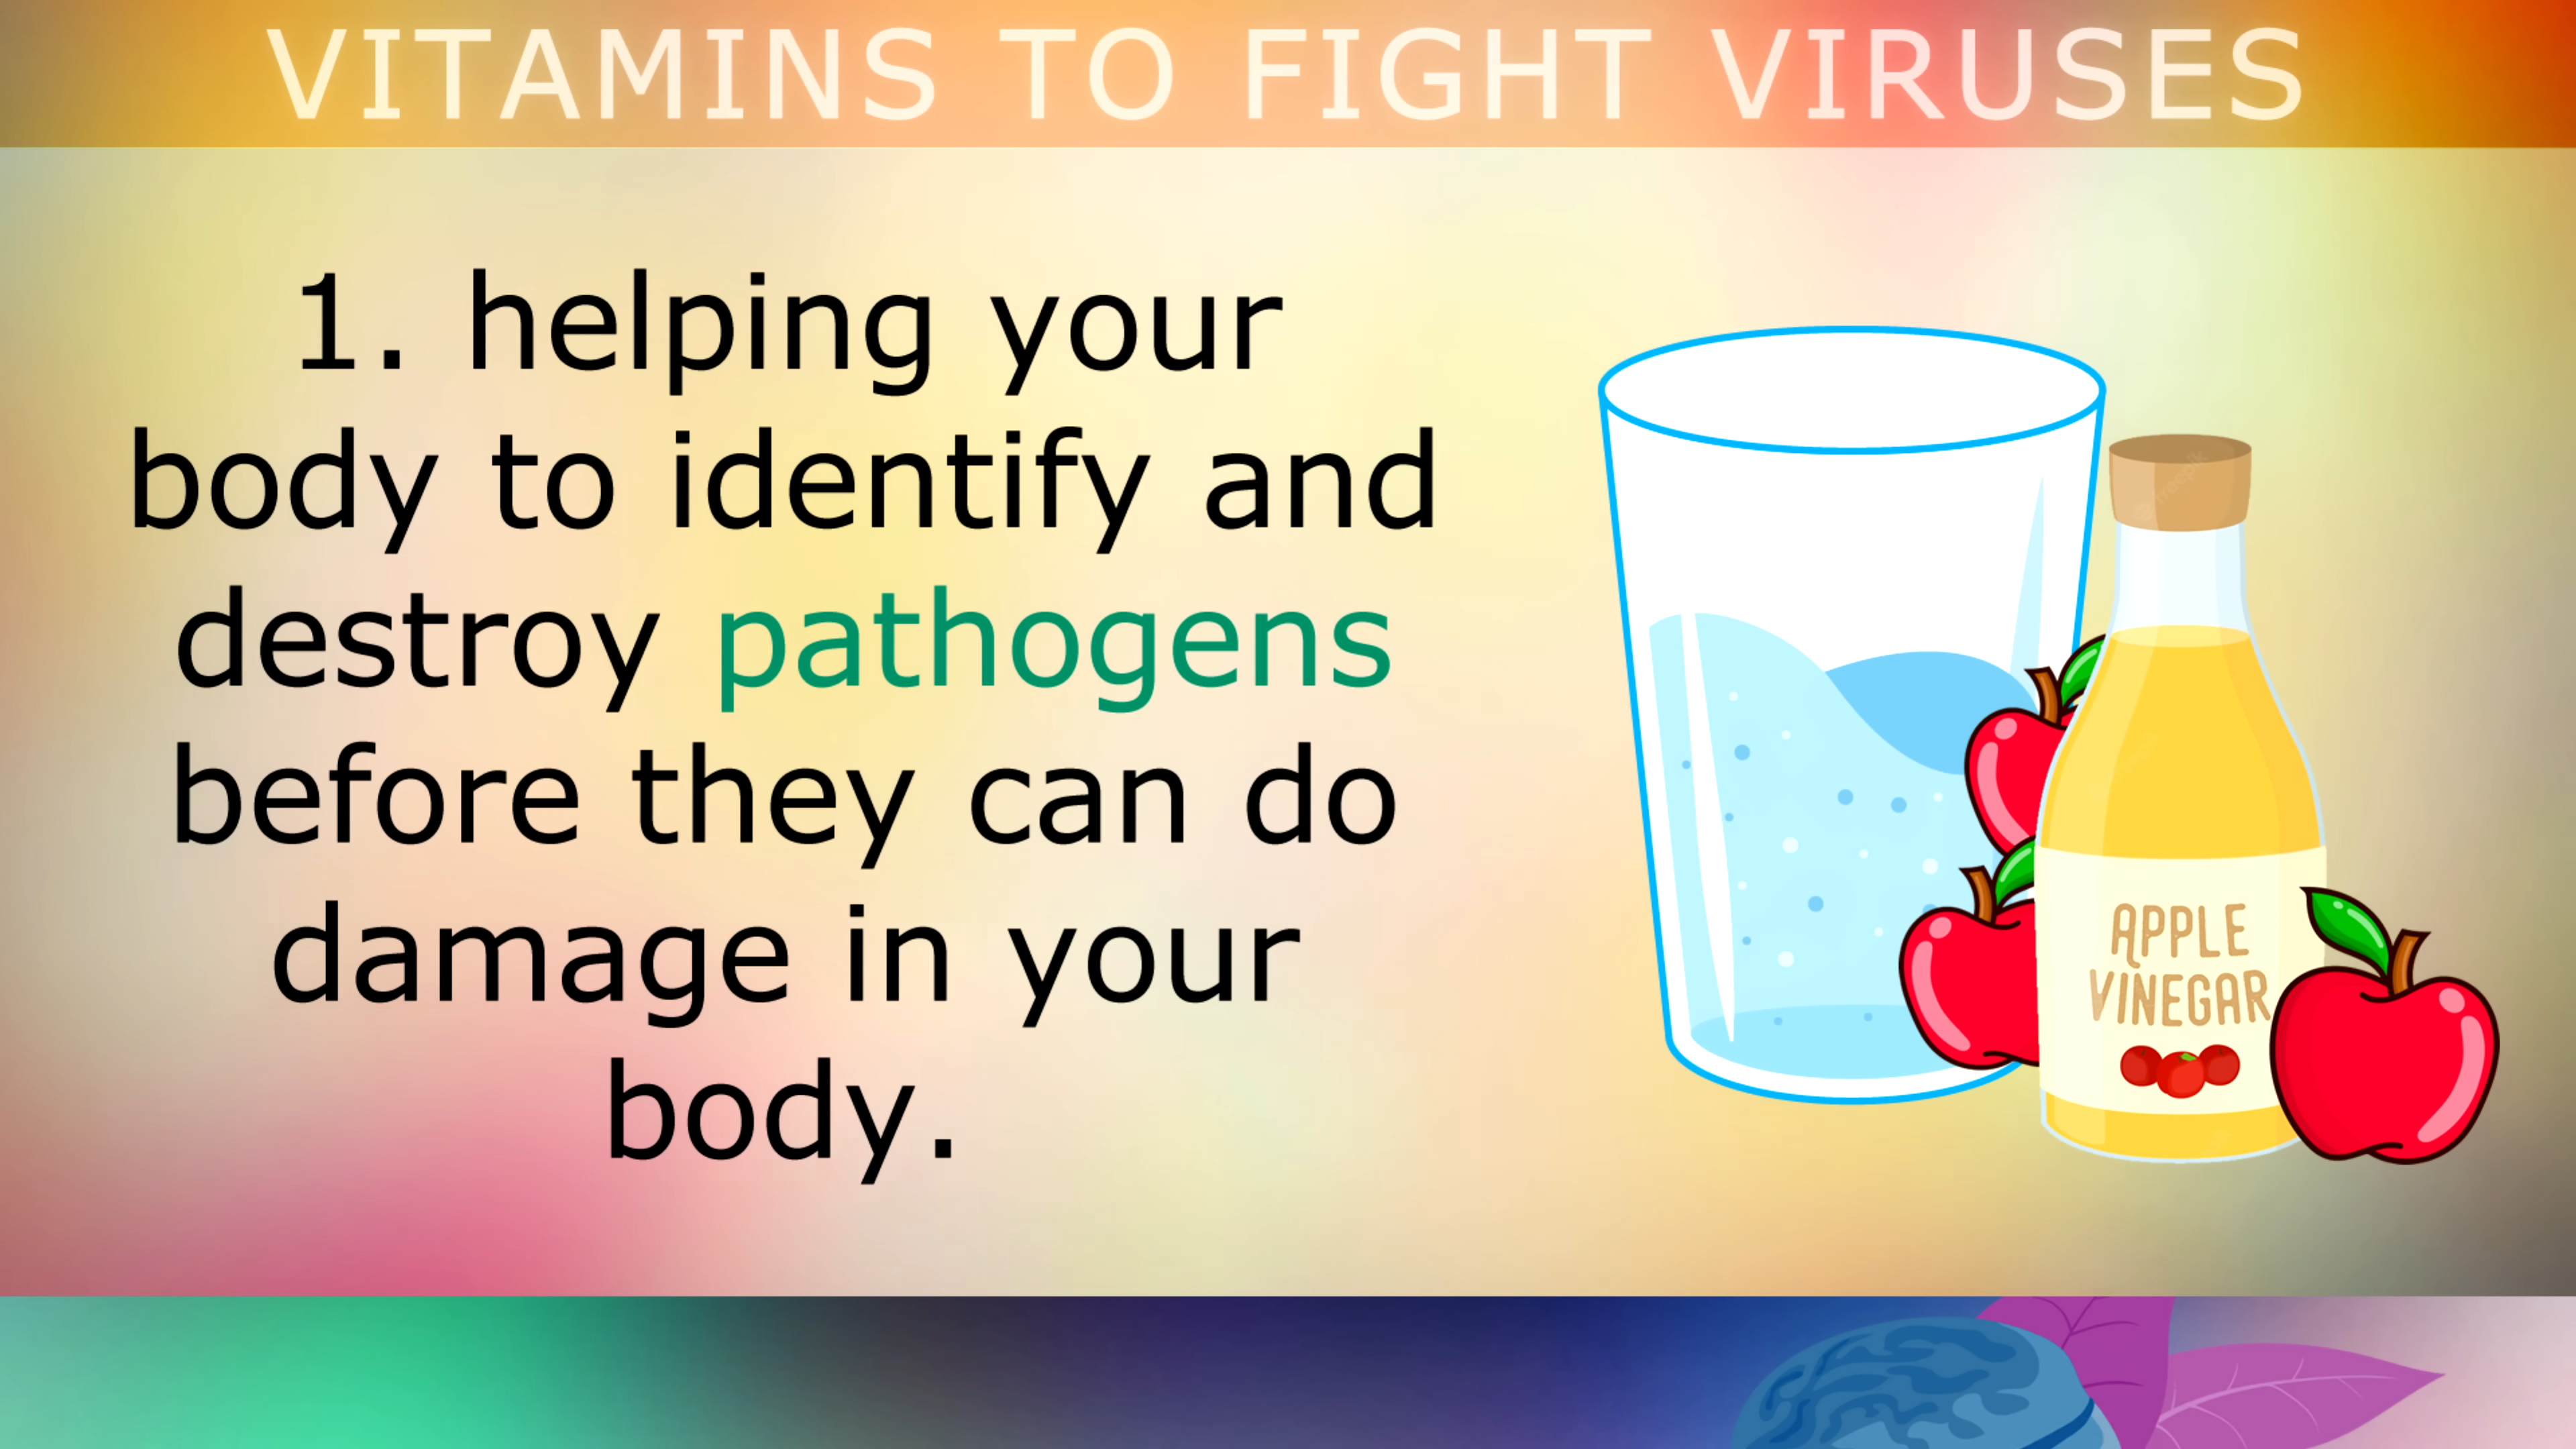 VITAMINS TO FIGHT VIRUSES
1. helping your
body to identify and
destroy pathogens
before they can do
damage in your
body.
APPLE
VINEGAR